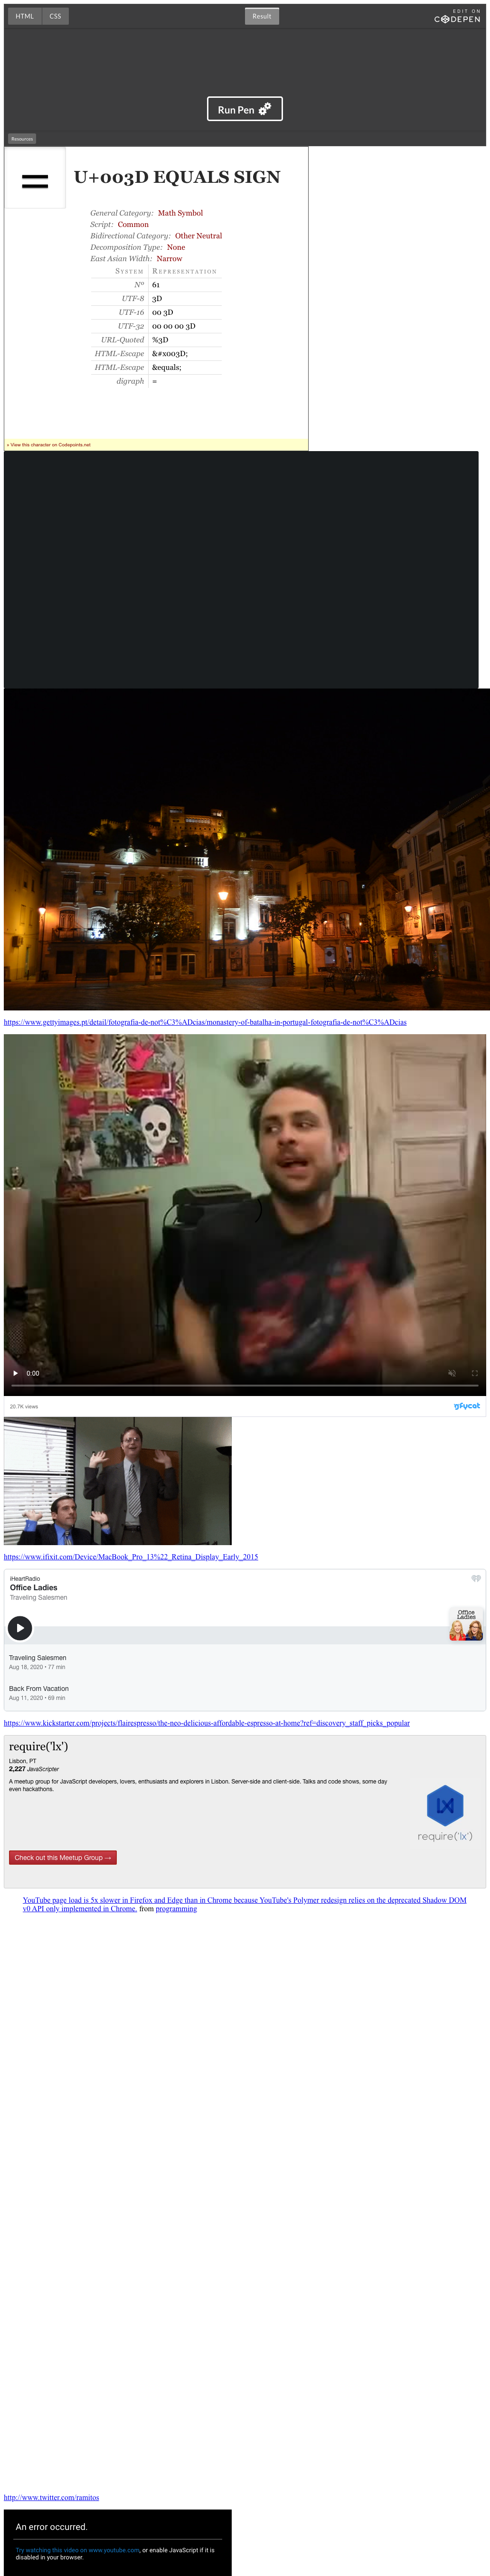 HTML
CSS
Result
EDIT ON
CODEPEN
Run Pen
Resources
=
U+003D EQUALS SIGN
General Category: Math Symbol
Script: Common
Bidirectional Category: Other Neutral
Decomposition Type: None
East Asian Width: Narrow
System Representation
Nº 61
UTF-8 3D
UTF-16 00 3D
UTF-32 00 00 00 3D
URL-Quoted %3D
HTML-Escape &#x003D;
HTML-Escape &equals;
digraph =
» View this character on Codepoints.net
https://www.gettyimages.pt/detail/fotografia-de-not%C3%ADcias/monastery-of-batalha-in-portugal-fotografia-de-not%C3%ADcias
0:00
20.7K views
gfycat
https://www.ifixit.com/Device/MacBook_Pro_13%22_Retina_Display_Early_2015
iHeartRadio
Office Ladies
Traveling Salesmen
Office
Ladies
Traveling Salesmen
Aug 18, 2020 • 77 min
Back From Vacation
Aug 11, 2020 • 69 min
https://www.kickstarter.com/projects/flairespresso/the-neo-delicious-affordable-espresso-at-home?ref=discovery_staff_picks_popular
require('lx')
Lisbon, PT
2,227 JavaScripter
A meetup group for JavaScript developers, lovers, enthusiasts and explorers in Lisbon. Server-side and client-side. Talks and code shows, some day
even hackathons.
require('lx')
Check out this Meetup Group →
YouTube page load is 5x slower in Firefox and Edge than in Chrome because YouTube's Polymer redesign relies on the deprecated Shadow DOM
v0 API only implemented in Chrome. from programming
http://www.twitter.com/ramitos
An error occurred.
Try watching this video on www.youtube.com, or enable JavaScript if it is
disabled in your browser.